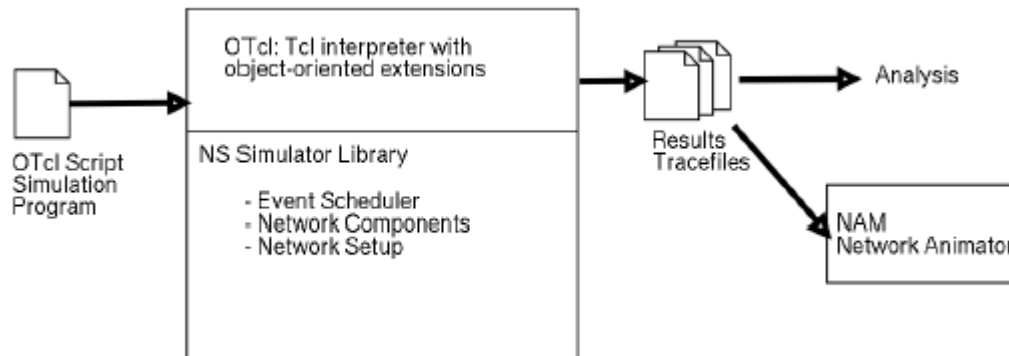 OTcl: Tcl interpreter with
object-oriented extensions
Analysis
Results
Tracefiles
OTcl Script
Simulation
Program
NS Simulator Library
- Event Scheduler
- Network Components
- Network Setup
NAM
Network Animator